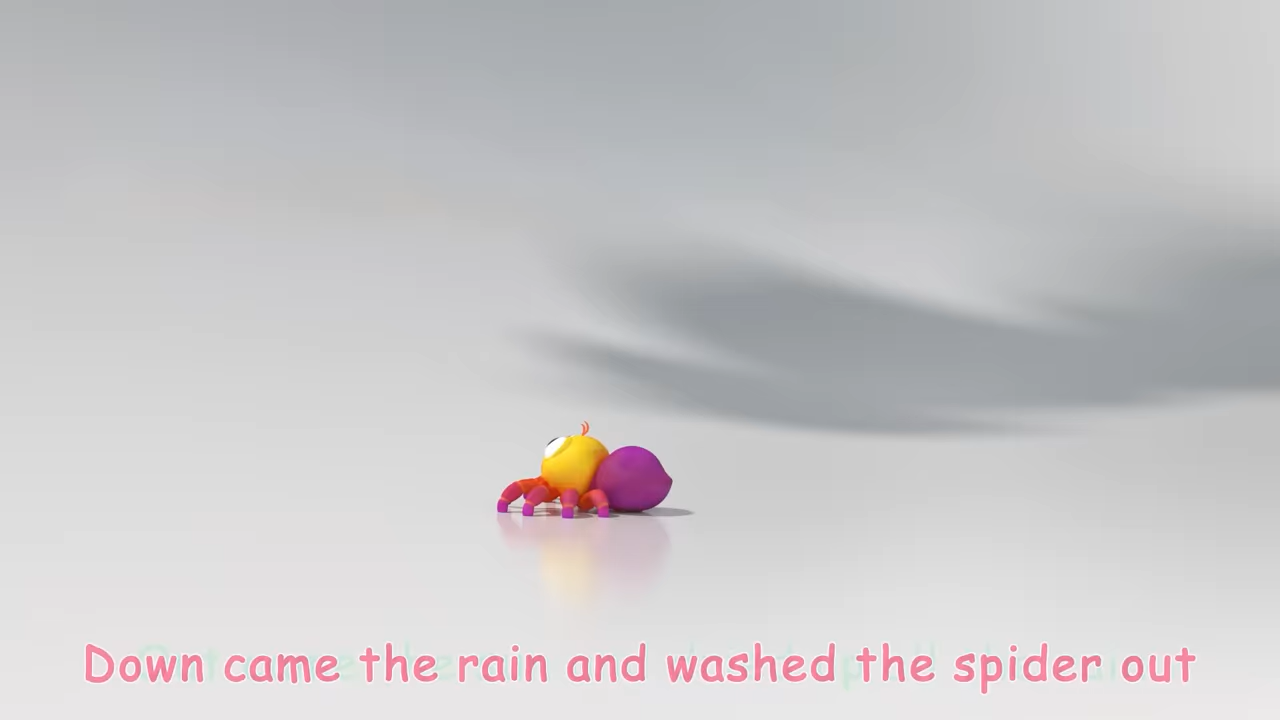 Down came the rain and washed the spider out